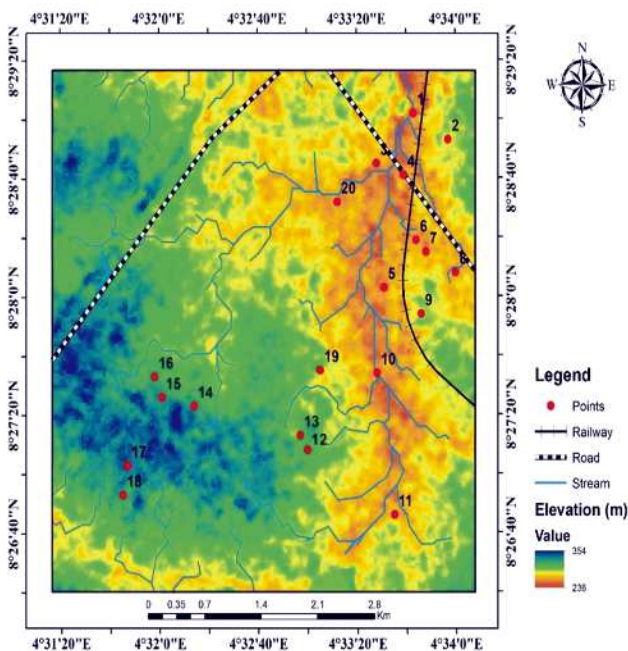 4°31'20"E 4°32'0"E 4°32'40"E 4°33'20"E 4°34'0"E
8°29'20"N
8°28'40"N
8°28'0"N
8°27'20"N
8°26'40"N
8°29'20"N
8°28'40"N
8°28'0"N
8°27'20"N
8°26'40"N
N
W E
S
1
2
3
4
20
6
7
8
5
9
19
10
16
15
14
13
12
17
18
11
Legend
Points
Railway
Road
Stream
Elevation (m)
Value
354
236
0 0.35 0.7 1.4 2.1 2.8
Km
4°31'20"E 4°32'0"E 4°32'40"E 4°33'20"E 4°34'0"E